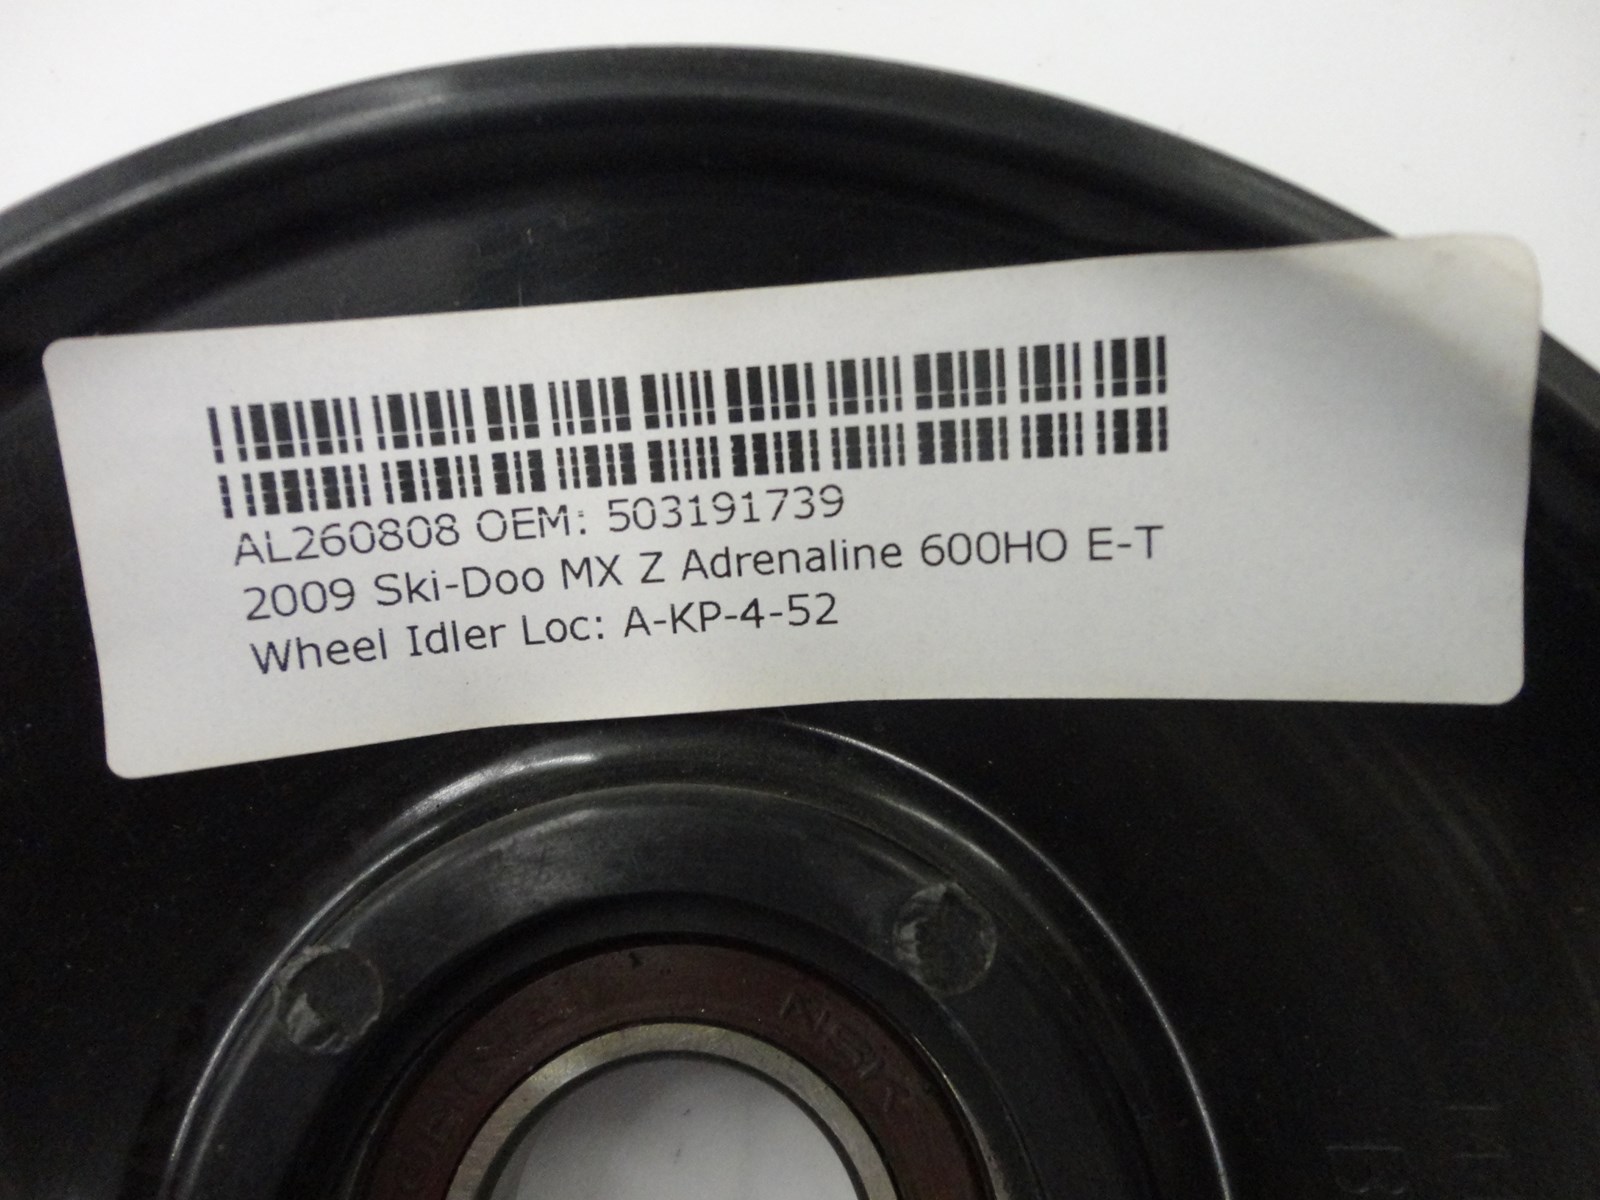 AL260808 OEM: 503191739
2009 Ski-Doo MX Z Adrenaline 600HO E-T
Wheel Idler Loc: A-KP-4-52